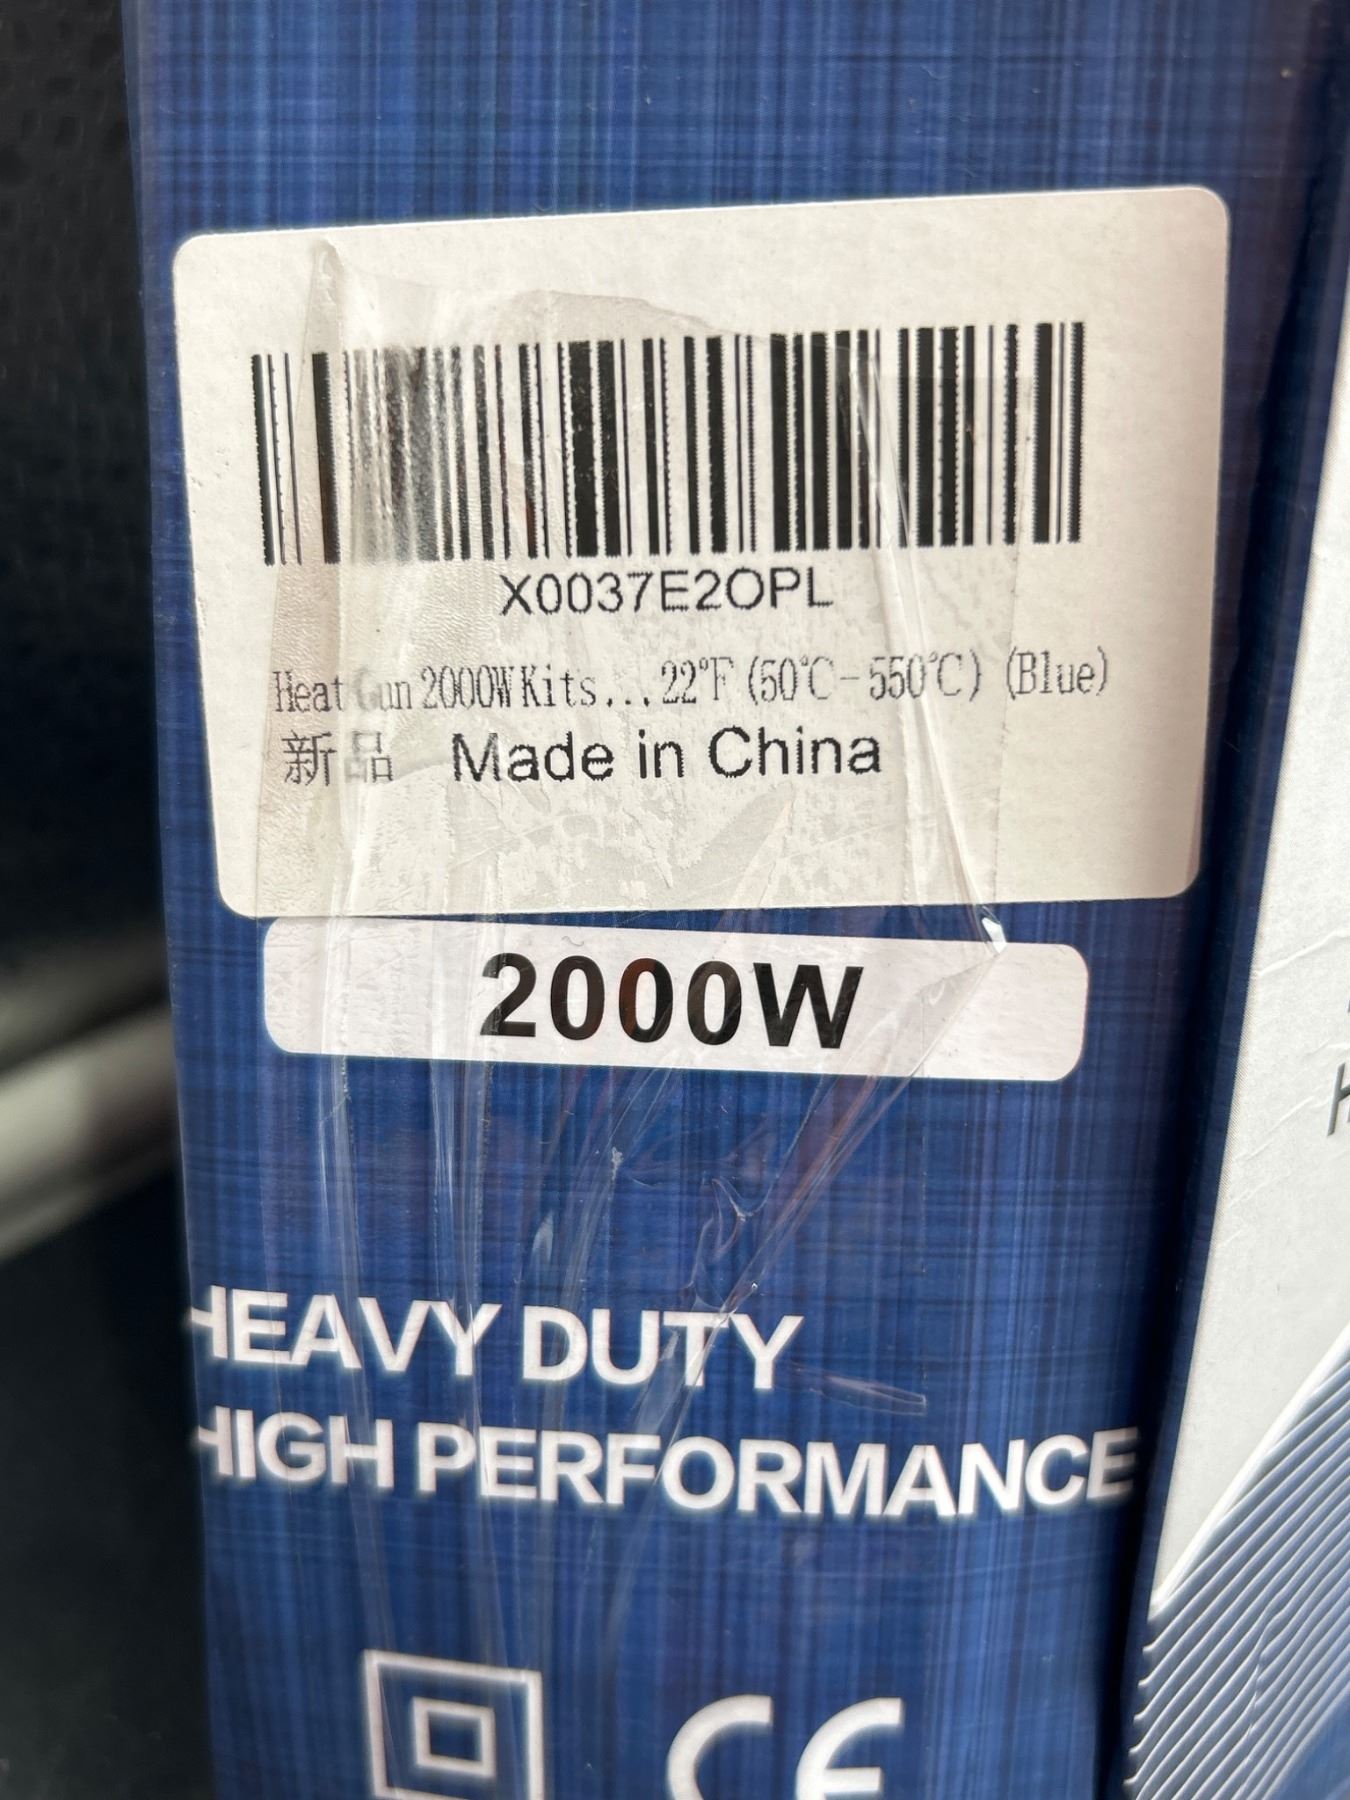 X0037E2OPL
Heat Gun 2000W Kits...22°F (50℃-550℃) (Blue)
新品 Made in China
2000W
HEAVY DUTY
HIGH PERFORMANCE
CE